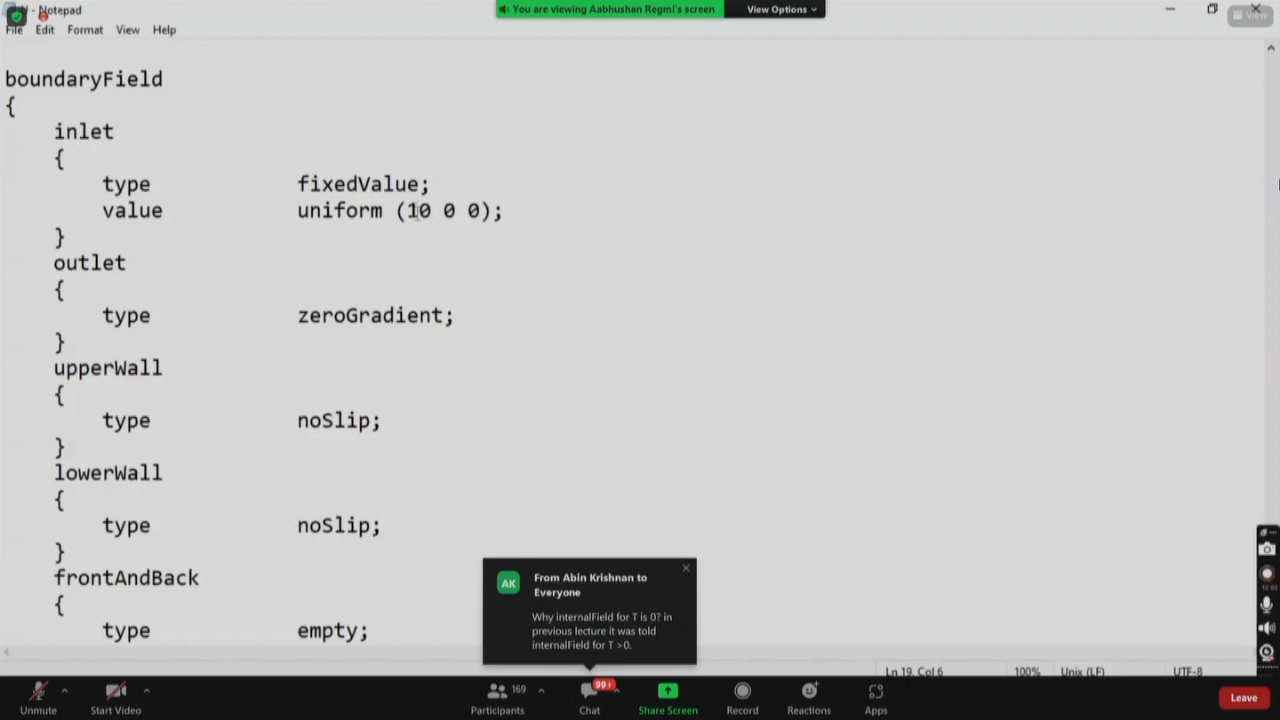 - Notepad
You are viewing Aabhushan Regmi's screen
View Options
View
File Edit Format View Help
boundaryField
{
inlet
{
type fixedValue;
value uniform (10 0 0);
}
outlet
{
type zeroGradient;
}
upperWall
{
type noSlip;
}
lowerWall
{
type noSlip;
}
frontAndBack
{
type empty;
AK
From Abin Krishnan to
Everyone
Why internalField for T is 0? in
previous lecture it was told
internalField for T >0.
Ln 19, Col 6 100% Unix (LF) UTF-8
Unmute
Start Video
Participants 169
Chat 99+
Share Screen
Record
Reactions
Apps
Leave